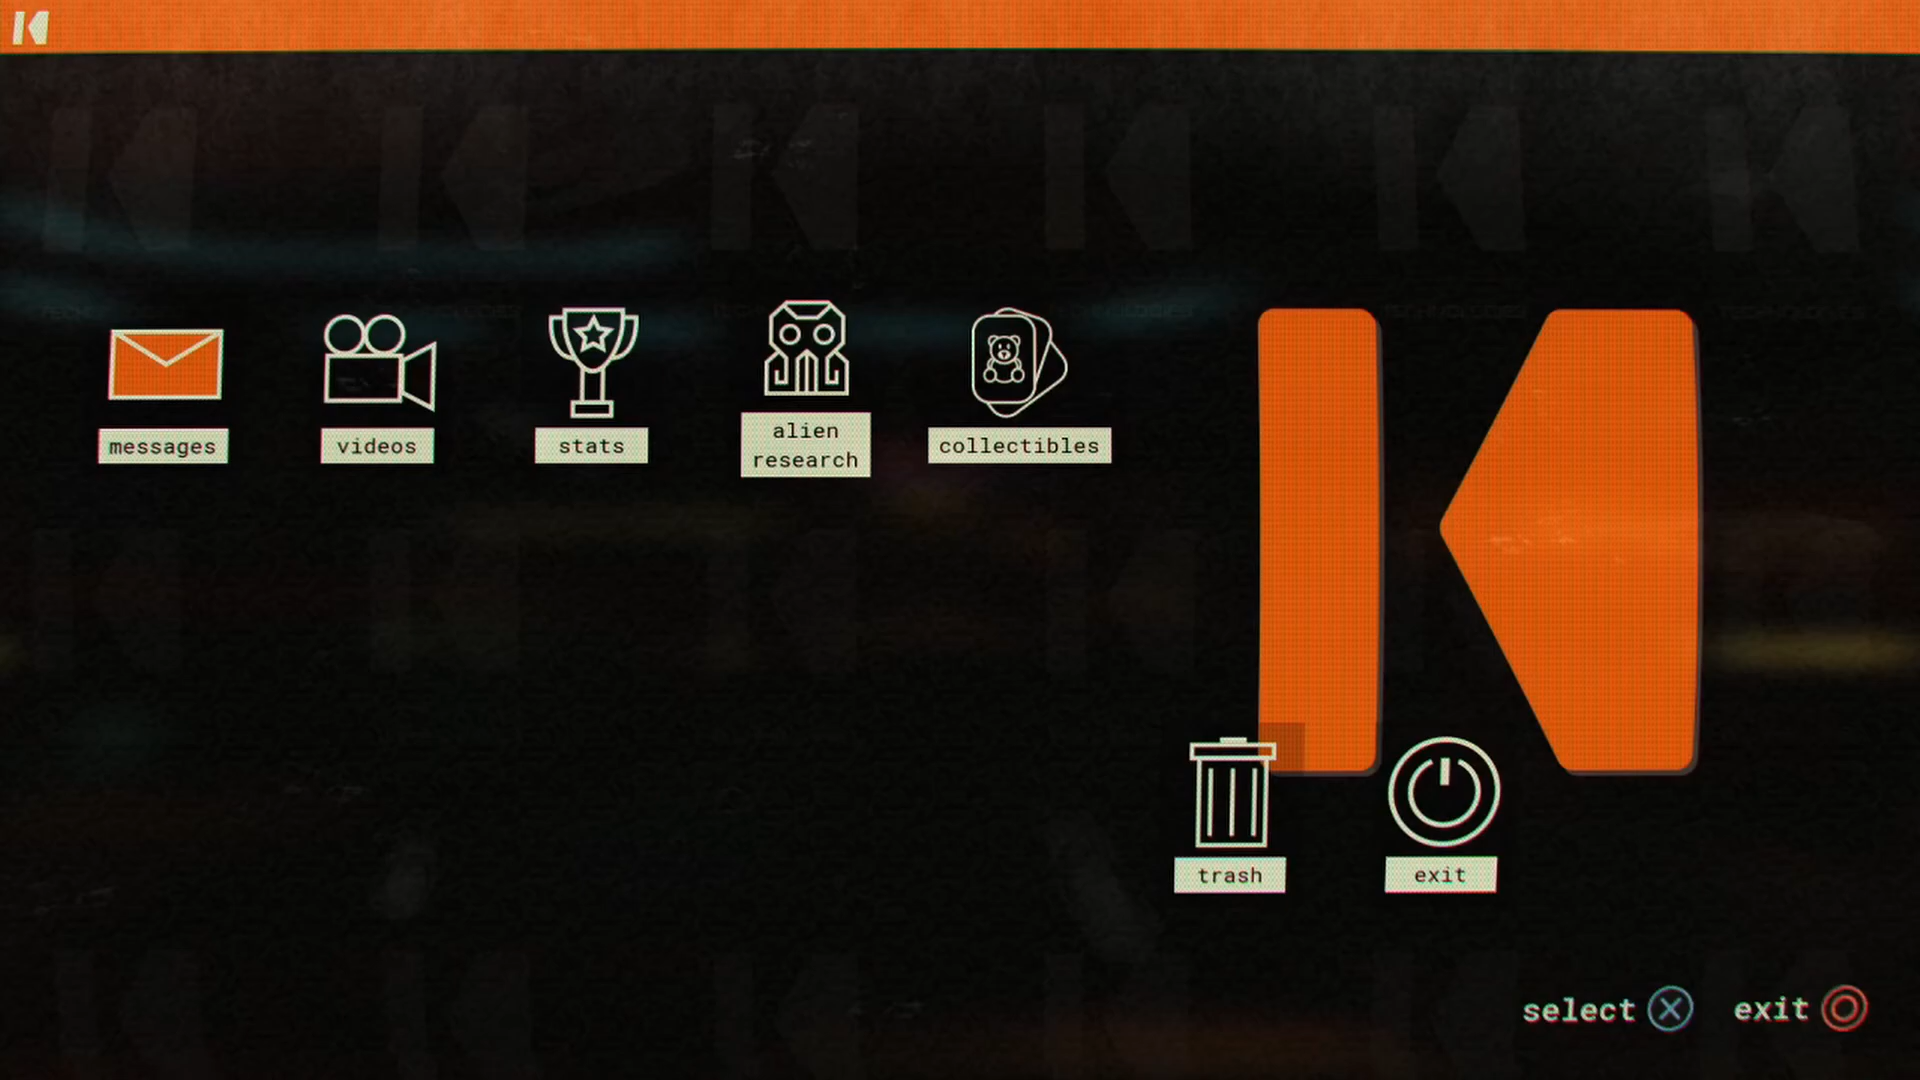 messages
videos
stats
alien
research
collectibles
trash
exit
select
exit